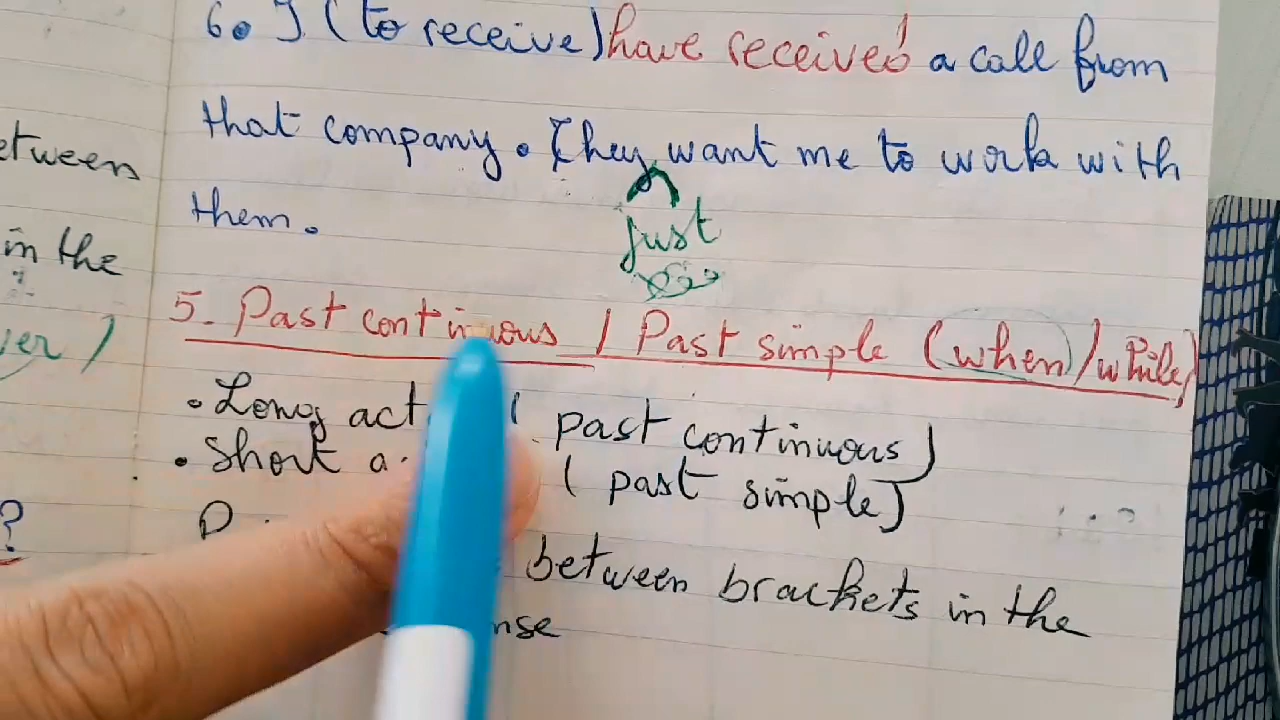 6. I (to receive) have received a call from
that company. They want me to work with
them.
just
etween
in the
ver)
?
5. Past continuous / Past simple (when/while)
. Long act ( past continuous)
. Short a ( past simple)
between brackets in the
nse